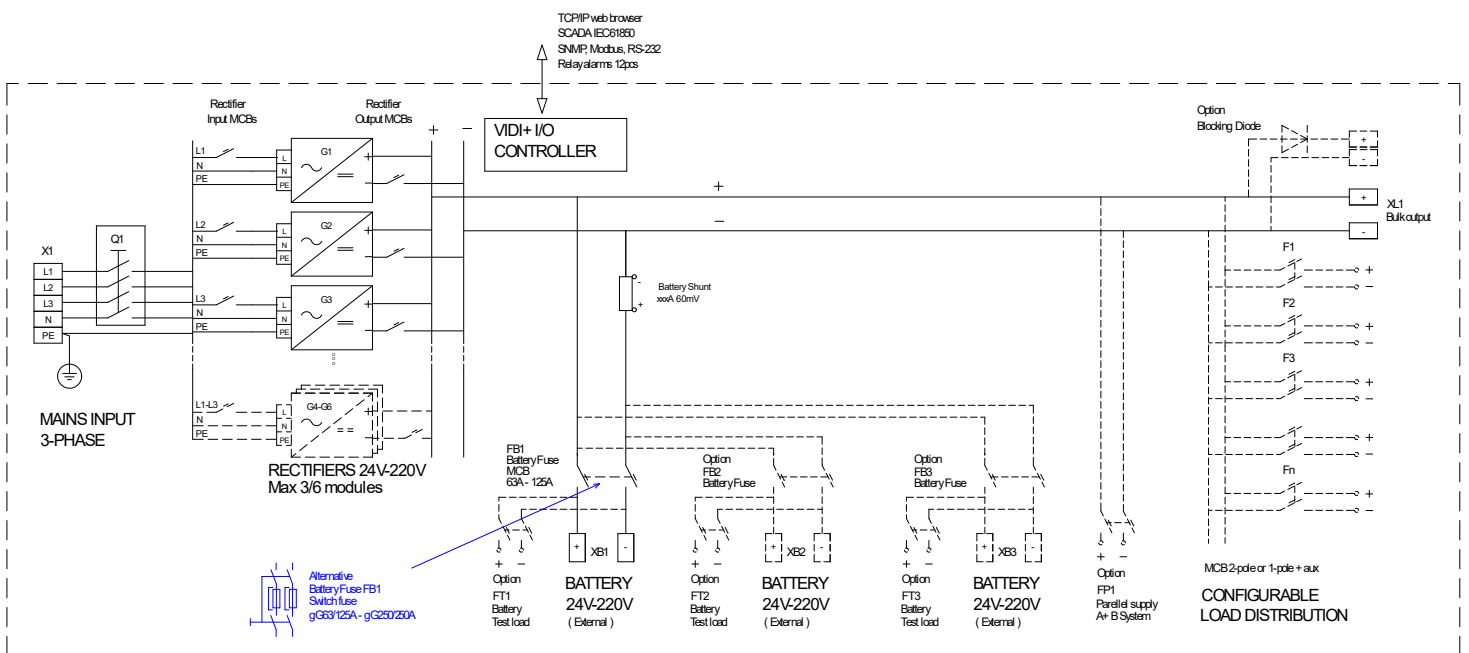 TCP/IP web browser
SCADA IEC61850
SNMP, Modbus, RS-232
Relay alarms 12pcs
Rectifier
Input MCBs
Rectifier
Output MCBs
+ −
VIDI+ I/O
CONTROLLER
Option
Blocking Diode
+
-
L1
N
PE
L
N
PE
G1
+
−
+
−
+
-
XL1
Bulk output
X1
L1
L2
L3
N
PE
Q1
L2
N
PE
L
N
PE
G2
+
−
L3
N
PE
L
N
PE
G3
+
−
Battery Shunt
xxxA 60mV
-
+
F1
+
−
F2
+
−
F3
+
−
+
−
Fn
+
−
MAINS INPUT
3-PHASE
L1-L3
N
PE
L
N
PE
G4-G6
+
−
RECTIFIERS 24V-220V
Max 3/6 modules
FB1
Battery Fuse
MCB
63A - 125A
Option
FB2
Battery Fuse
Option
FB3
Battery Fuse
Alternative
Battery Fuse FB1
Switch fuse
gG63/125A - gG250/250A
+ −
Option
FT1
Battery
Test load
+ XB1 -
BATTERY
24V-220V
( External )
+ −
Option
FT2
Battery
Test load
+ XB2 -
BATTERY
24V-220V
( External )
+ −
Option
FT3
Battery
Test load
+ XB3 -
BATTERY
24V-220V
( External )
+ −
Option
FP1
Parellel supply
A+ B System
MCB 2-pole or 1-pole + aux
CONFIGURABLE
LOAD DISTRIBUTION